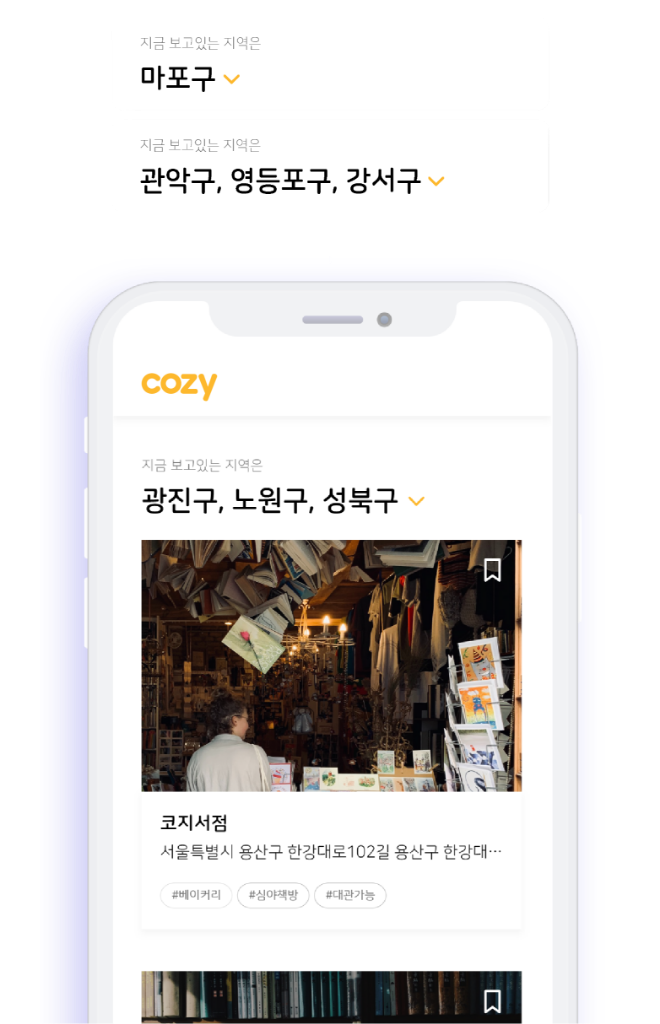 지금 보고있는 지역은
마포구
지금 보고있는 지역은
관악구, 영등포구, 강서구
cozy
지금 보고있는 지역은
광진구, 노원구, 성북구
코지서점
서울특별시 용산구 한강대로102길 용산구 한강대…
#베이커리 #심야책방 #대관가능